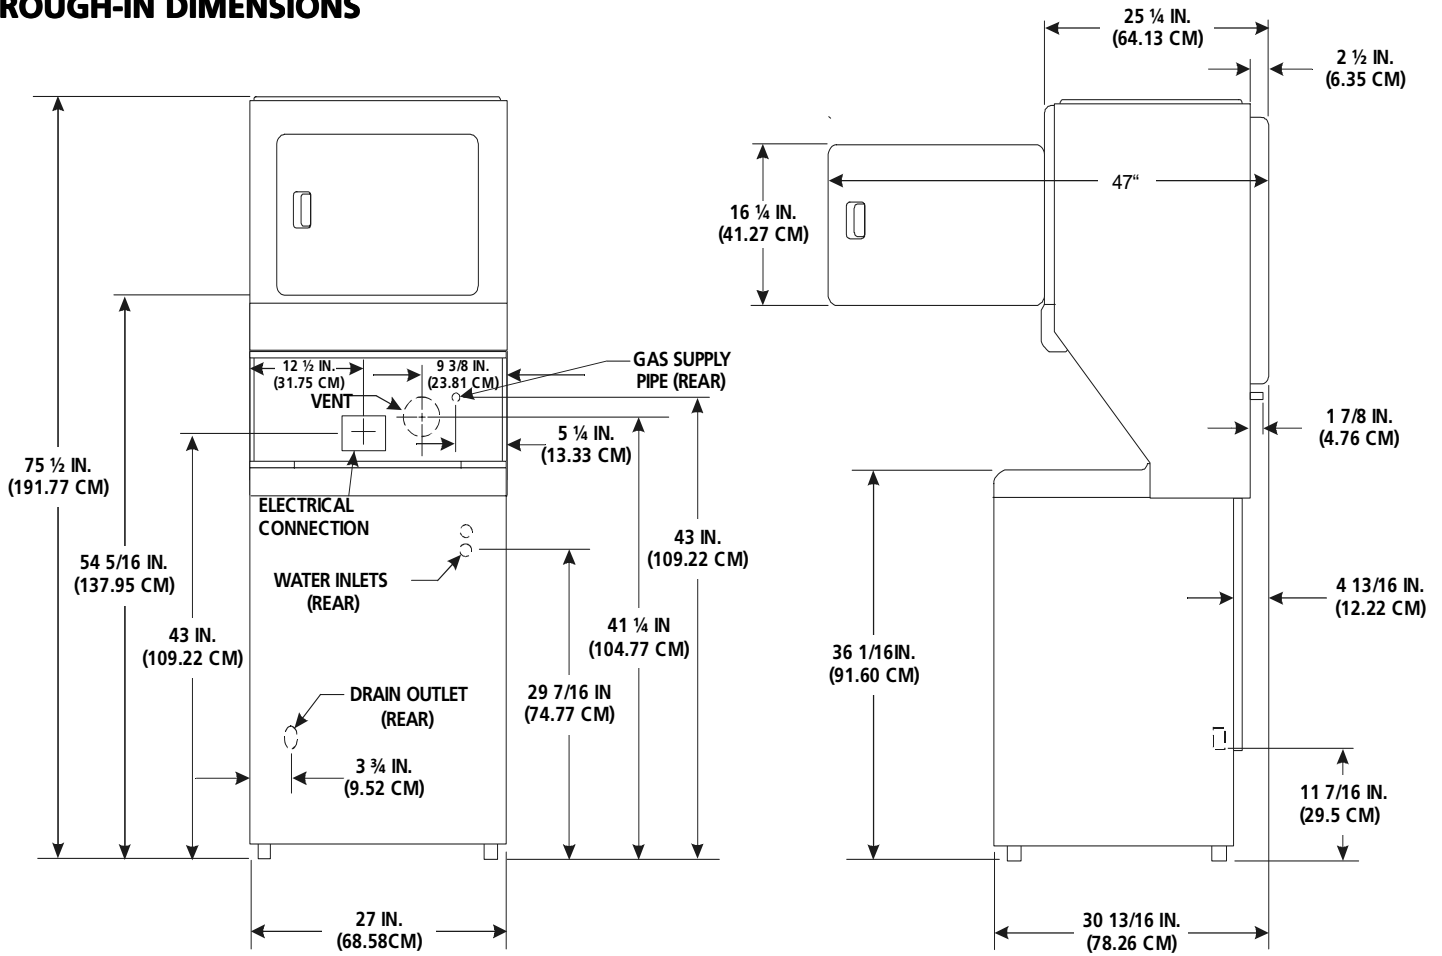 ROUGH-IN DIMENSIONS
25 ¼ IN.
(64.13 CM)
2 ½ IN.
(6.35 CM)
47“
16 ¼ IN.
(41.27 CM)
12 ½ IN.
(31.75 CM)
9 3/8 IN.
(23.81 CM)
GAS SUPPLY
PIPE (REAR)
VENT
5 ¼ IN.
(13.33 CM)
1 7/8 IN.
(4.76 CM)
75 ½ IN.
(191.77 CM)
ELECTRICAL
CONNECTION
43 IN.
(109.22 CM)
54 5/16 IN.
(137.95 CM)
WATER INLETS
(REAR)
4 13/16 IN.
(12.22 CM)
43 IN.
(109.22 CM)
41 ¼ IN
(104.77 CM)
36 1/16IN.
(91.60 CM)
DRAIN OUTLET
(REAR)
29 7/16 IN
(74.77 CM)
3 ¾ IN.
(9.52 CM)
11 7/16 IN.
(29.5 CM)
27 IN.
(68.58CM)
30 13/16 IN.
(78.26 CM)